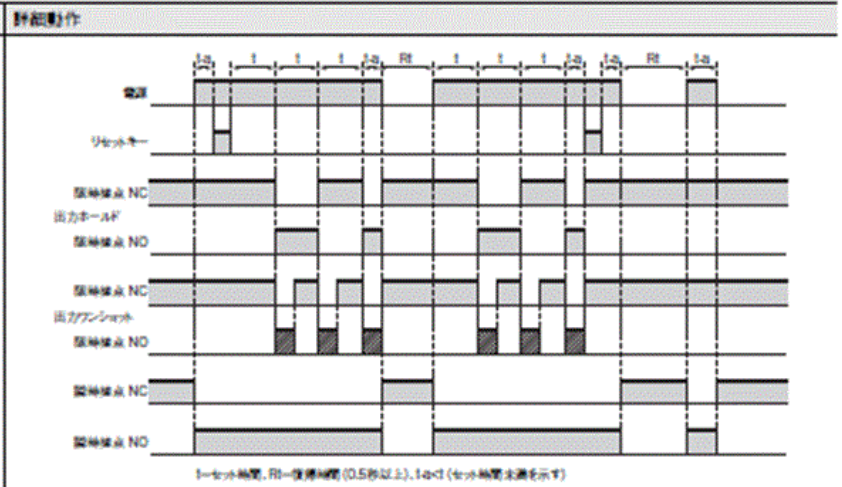 詳細動作
t-a t t t t-a Rt t t t t-a t-a Rt t-a
電源
リセットキー
限時接点 NC
出力ホールド
限時接点 NO
限時接点 NC
出力ワンショット
限時接点 NO
瞬時接点 NC
瞬時接点 NO
t=セット時間、Rt=復帰時間(0.5秒以上)、t-a<t(セット時間未満を示す)